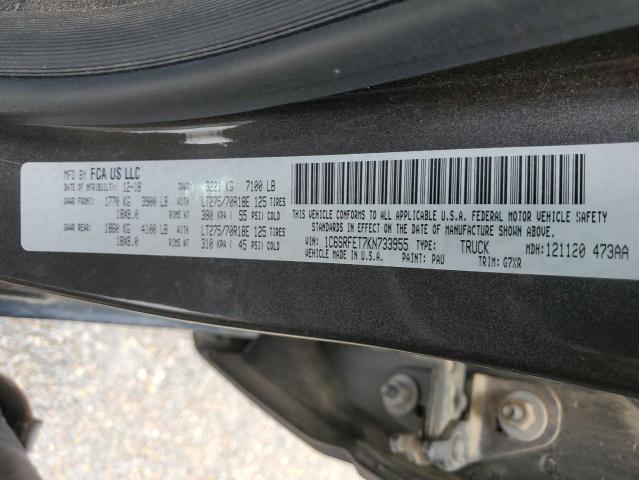 MFD BY FCA US LLC
DATE OF MFR(BUILT): 12-18 GVWR: 3221 KG 7100 LB
GAWR FRONT: 1770 KG 3900 LB WITH LT275/70R18E 125 TIRES
18X8.0 RIMS AT 380 KPA ( 55 PSI) COLD
GAWR REAR: 1860 KG 4100 LB WITH LT275/70R18E 125 TIRES
18X8.0 RIMS AT 310 KPA ( 45 PSI) COLD
THIS VEHICLE CONFORMS TO ALL APPLICABLE U.S.A. FEDERAL MOTOR VEHICLE SAFETY
STANDARDS IN EFFECT ON THE DATE OF MANUFACTURE SHOWN ABOVE.
VIN: 1C6SRFET7KN733955 TYPE: TRUCK MDH: 121120 473AA
VEHICLE MADE IN U.S.A. PAINT: PAU TRIM: G7XR